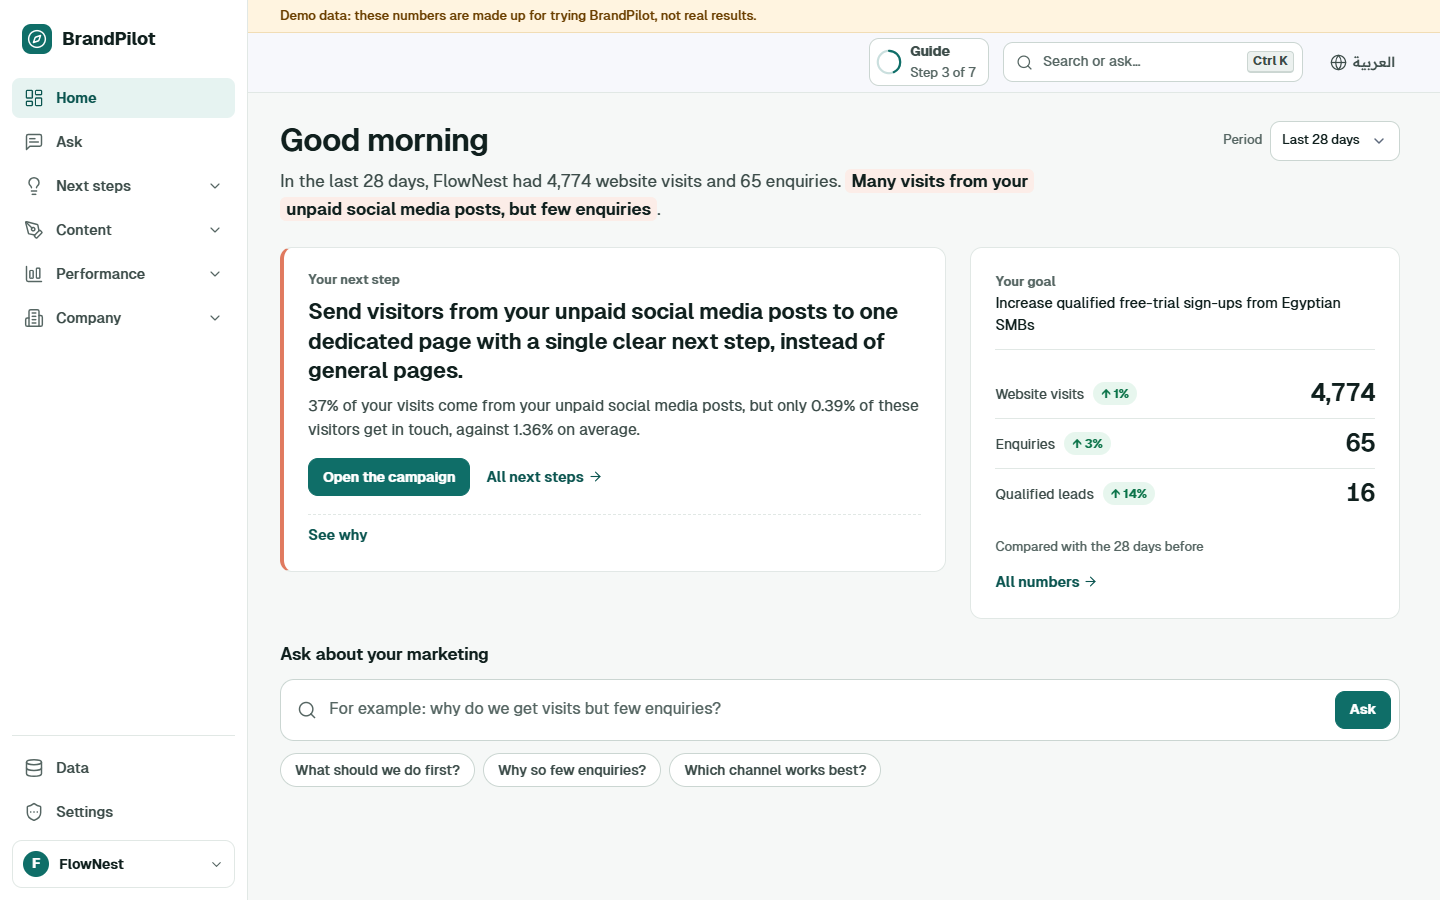 BrandPilot
Home
Ask
Next steps
Content
Performance
Company
Data
Settings
F
FlowNest
Demo data: these numbers are made up for trying BrandPilot, not real results.
Guide
Step 3 of 7
Search or ask...
Ctrl K
العربية
Good morning
Period
Last 28 days
In the last 28 days, FlowNest had 4,774 website visits and 65 enquiries. Many visits from your
unpaid social media posts, but few enquiries.
Your next step
Send visitors from your unpaid social media posts to one
dedicated page with a single clear next step, instead of
general pages.
37% of your visits come from your unpaid social media posts, but only 0.39% of these
visitors get in touch, against 1.36% on average.
Open the campaign
All next steps →
See why
Your goal
Increase qualified free-trial sign-ups from Egyptian
SMBs
Website visits ↑ 1% 4,774
Enquiries ↑ 3% 65
Qualified leads ↑ 14% 16
Compared with the 28 days before
All numbers →
Ask about your marketing
For example: why do we get visits but few enquiries?
Ask
What should we do first?
Why so few enquiries?
Which channel works best?